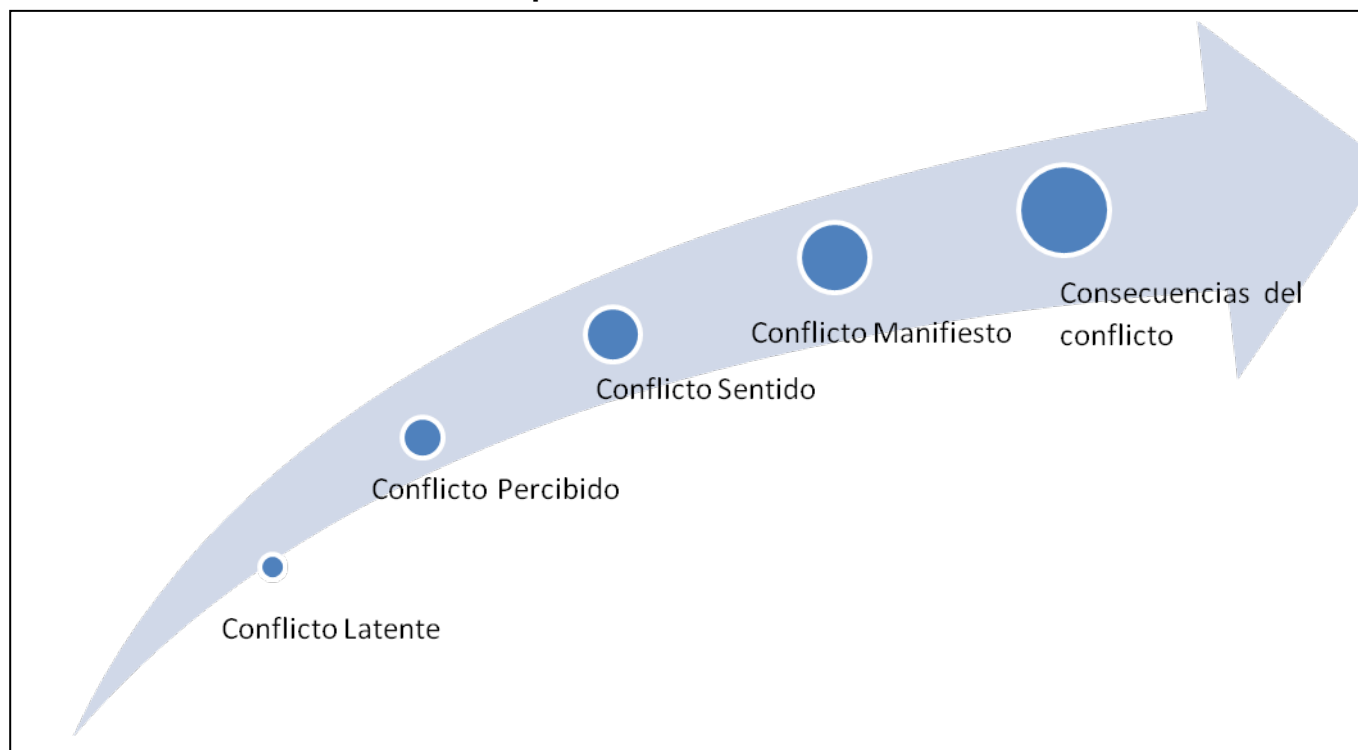 Consecuencias del
conflicto
Conflicto Manifiesto
Conflicto Sentido
Conflicto Percibido
Conflicto Latente